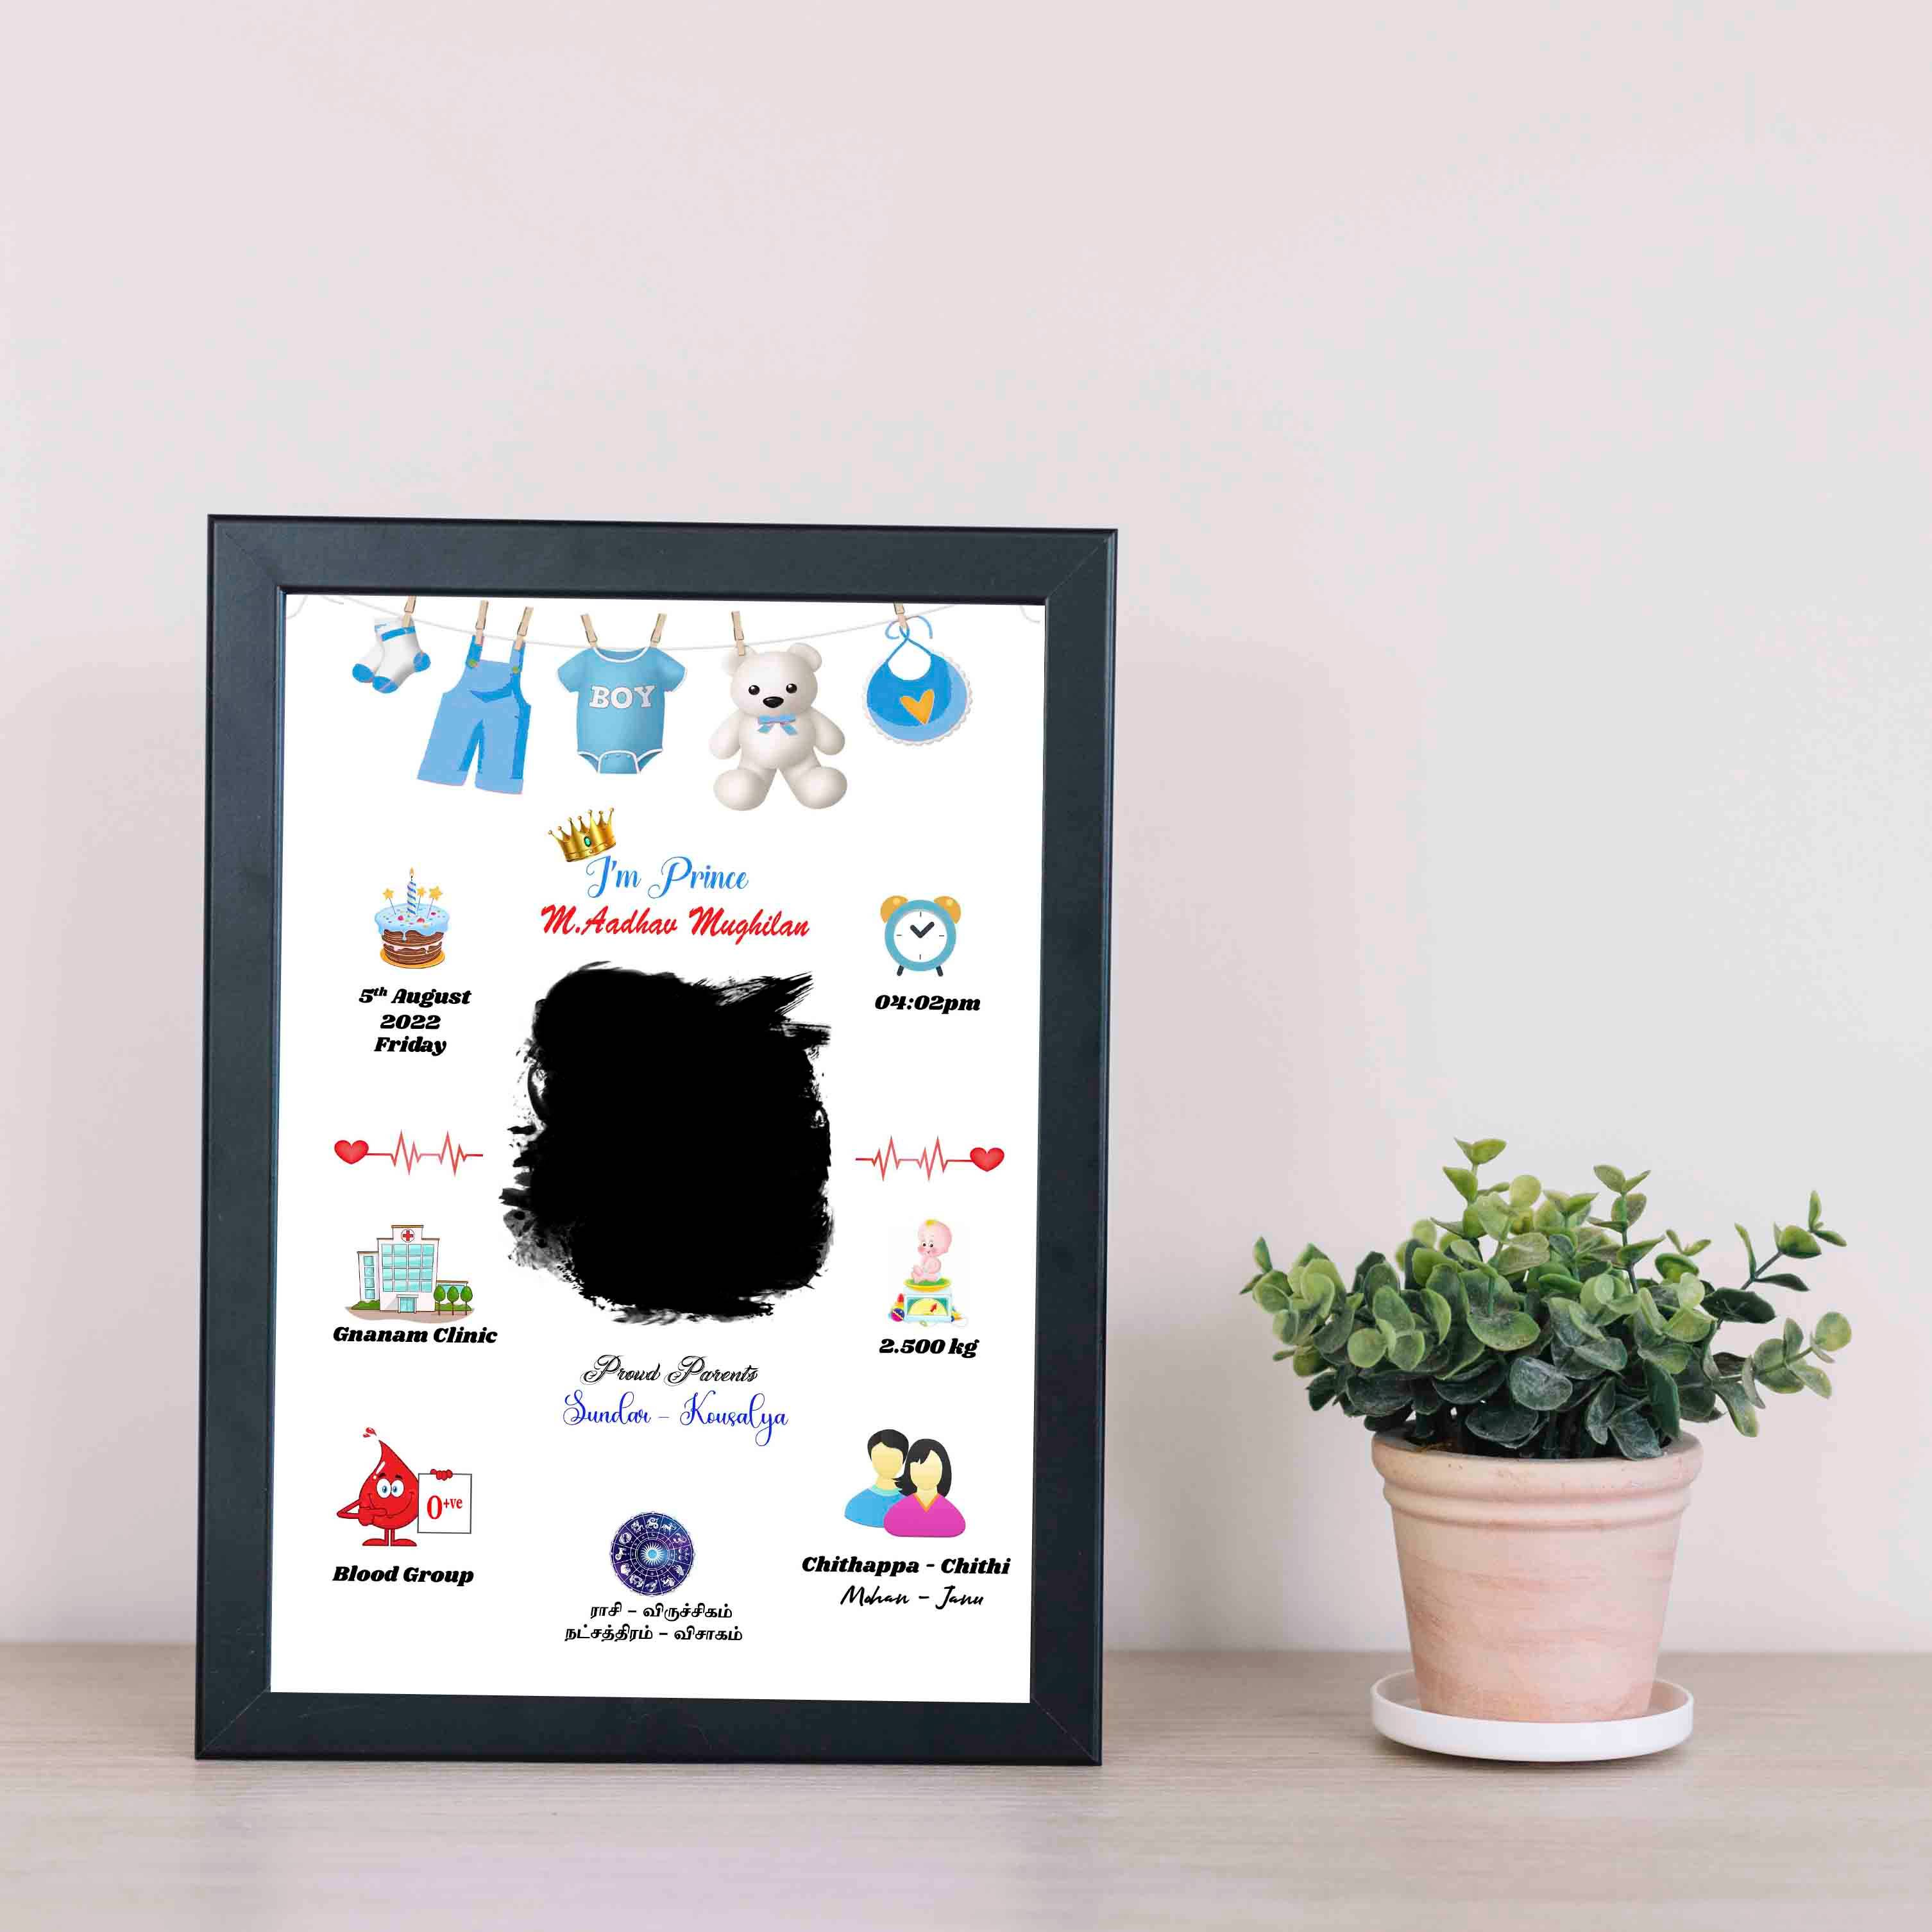 BOY
I'm Prince
M.Aadhav Mughilan
5th August
2022
Friday
04:02pm
Gnanam Clinic
2.500 kg
Proud Parents
Sundar - Kousalya
O+ve
Blood Group
Chithappa - Chithi
Mohan - Janu
ராசி - விருச்சிகம்
நட்சத்திரம் - விசாகம்